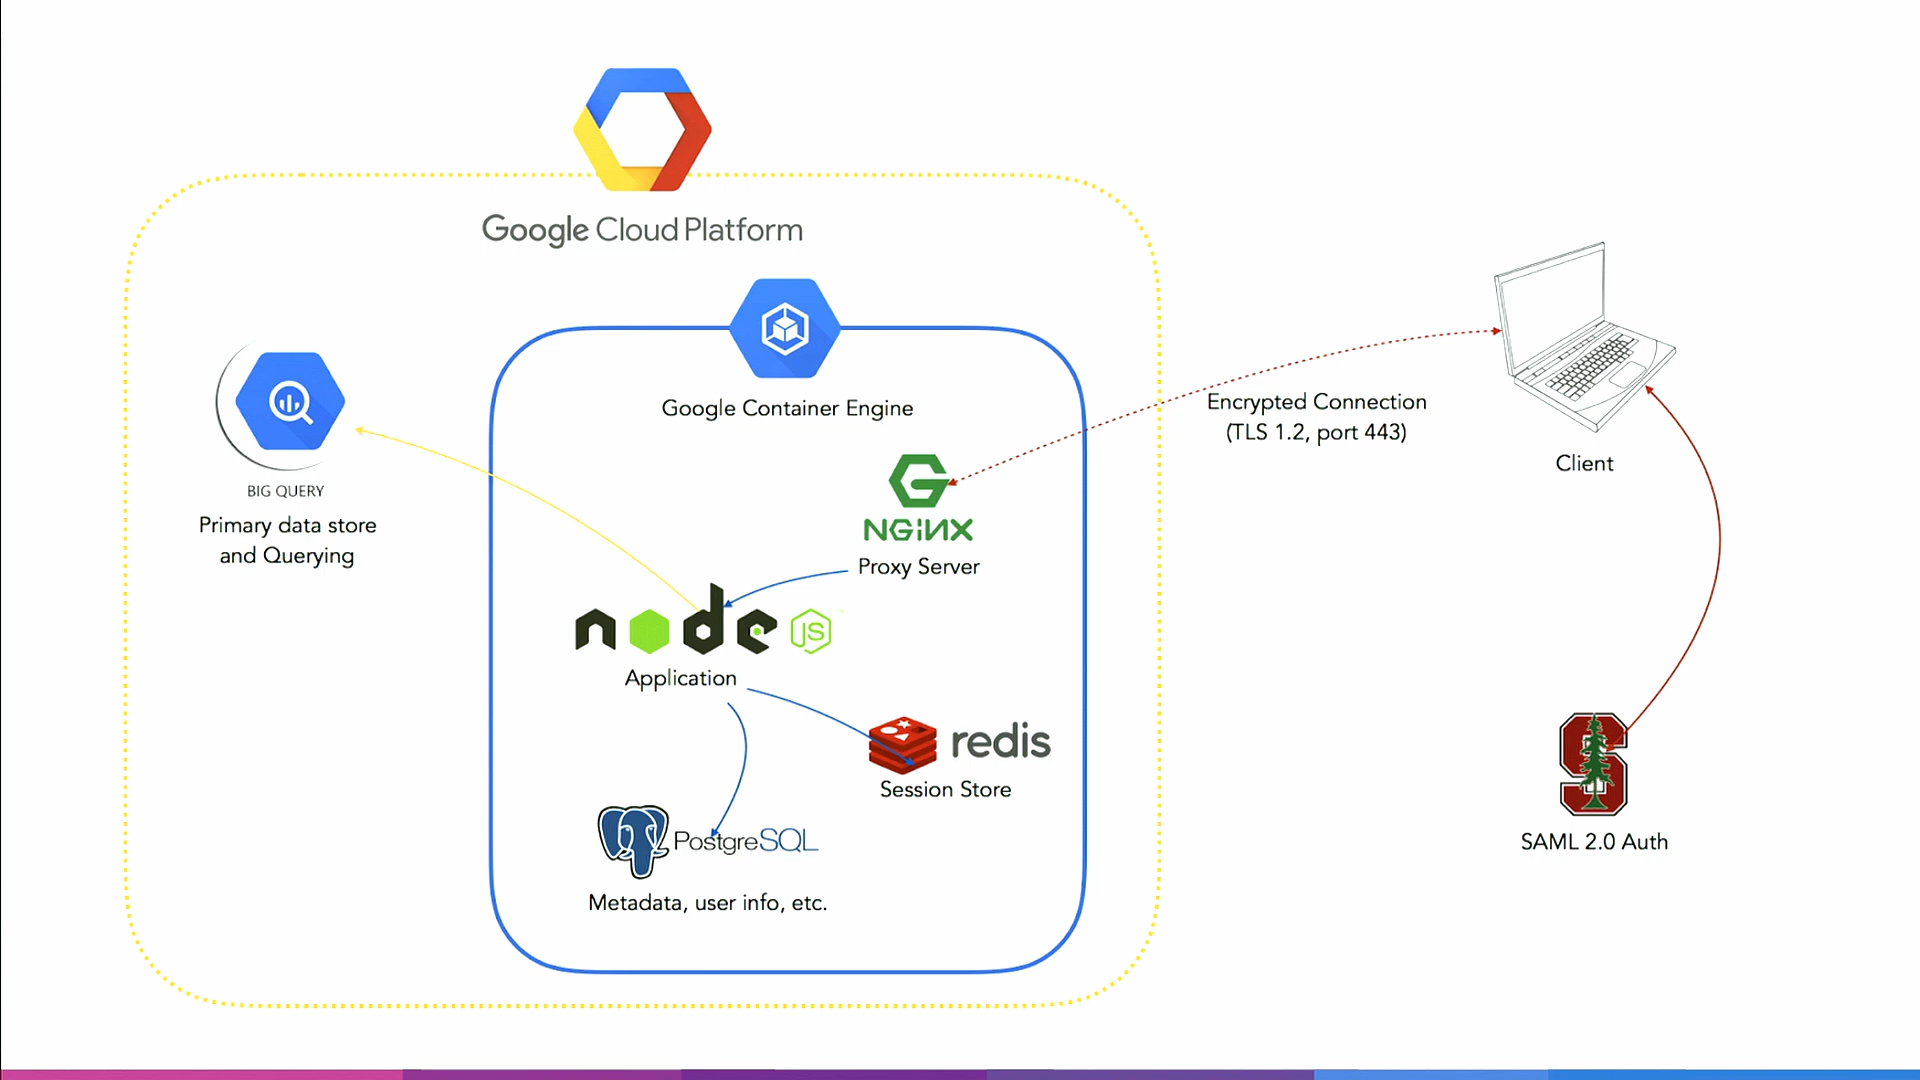 Google Cloud Platform
Google Container Engine
BIG QUERY
Primary data store
and Querying
NGiNX
Proxy Server
node JS
Application
redis
Session Store
PostgreSQL
Metadata, user info, etc.
Encrypted Connection
(TLS 1.2, port 443)
Client
S
SAML 2.0 Auth